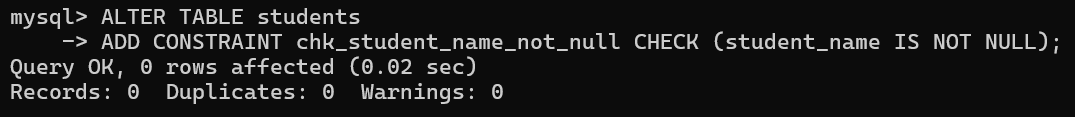 mysql> ALTER TABLE students
    -> ADD CONSTRAINT chk_student_name_not_null CHECK (student_name IS NOT NULL);
Query OK, 0 rows affected (0.02 sec)
Records: 0  Duplicates: 0  Warnings: 0